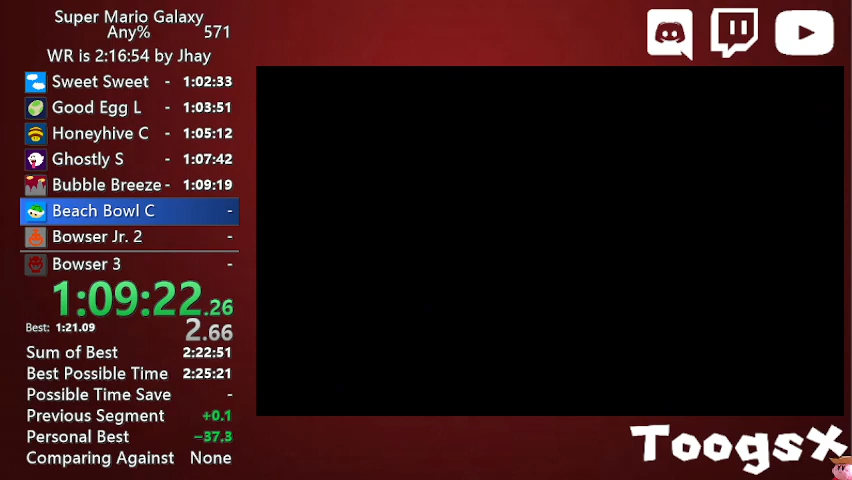 Super Mario Galaxy
Any% 571
WR is 2:16:54 by Jhay
Sweet Sweet - 1:02:33
Good Egg L - 1:03:51
Honeyhive C - 1:05:12
Ghostly S - 1:07:42
Bubble Breeze - 1:09:19
Beach Bowl C -
Bowser Jr. 2 -
Bowser 3 -
1:09:22.26
Best: 1:21.09 2.66
Sum of Best 2:22:51
Best Possible Time 2:25:21
Possible Time Save -
Previous Segment +0.1
Personal Best −37.3
Comparing Against None
ToogsX